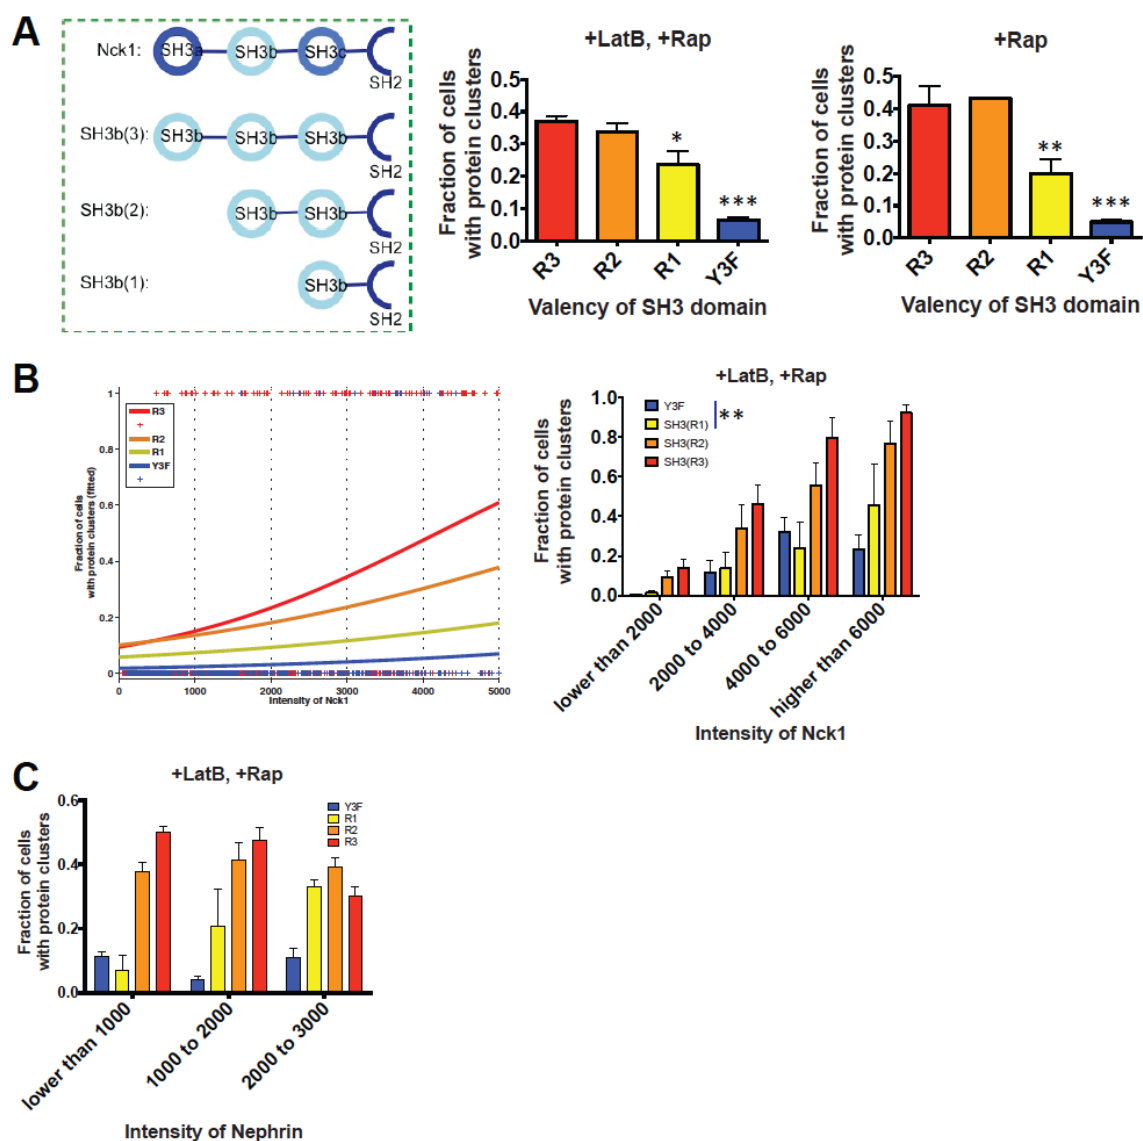 A
Nck1:
SH3a
SH3b
SH3c
SH2
SH3b(3):
SH3b
SH3b
SH3b
SH2
SH3b(2):
SH3b
SH3b
SH2
SH3b(1):
SH3b
SH2
+LatB, +Rap
Fraction of cells
with protein clusters
0.5
0.4
0.3
0.2
0.1
0.0
*
***
R3
R2
R1
Y3F
Valency of SH3 domain
+Rap
Fraction of cells
with protein clusters
0.5
0.4
0.3
0.2
0.1
0.0
**
***
R3
R2
R1
Y3F
Valency of SH3 domain
B
Fraction of cells
with protein clusters (fitted)
1
0.8
0.6
0.4
0.2
0
R3
+
R2
R1
Y3F
+
0
1000
2000
3000
4000
5000
Intensity of Nck1
+LatB, +Rap
Fraction of cells
with protein clusters
1.0
0.8
0.6
0.4
0.2
0.0
Y3F
SH3(R1)
SH3(R2)
SH3(R3)
**
lower than 2000
2000 to 4000
4000 to 6000
higher than 6000
Intensity of Nck1
C
+LatB, +Rap
Fraction of cells
with protein clusters
0.6
0.4
0.2
0.0
Y3F
R1
R2
R3
lower than 1000
1000 to 2000
2000 to 3000
Intensity of Nephrin